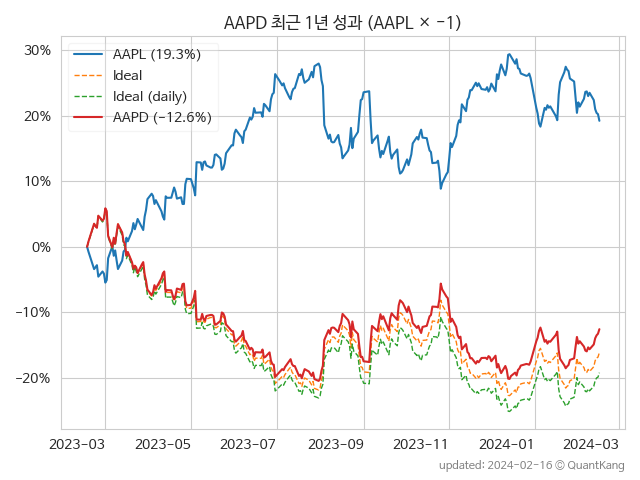 AAPD 최근 1년 성과 (AAPL × −1)
AAPL (19.3%)
Ideal
Ideal (daily)
AAPD (−12.6%)
30%
20%
10%
0%
−10%
−20%
2023−03 2023−05 2023−07 2023−09 2023−11 2024−01 2024−03
updated: 2024−02−16 © QuantKang